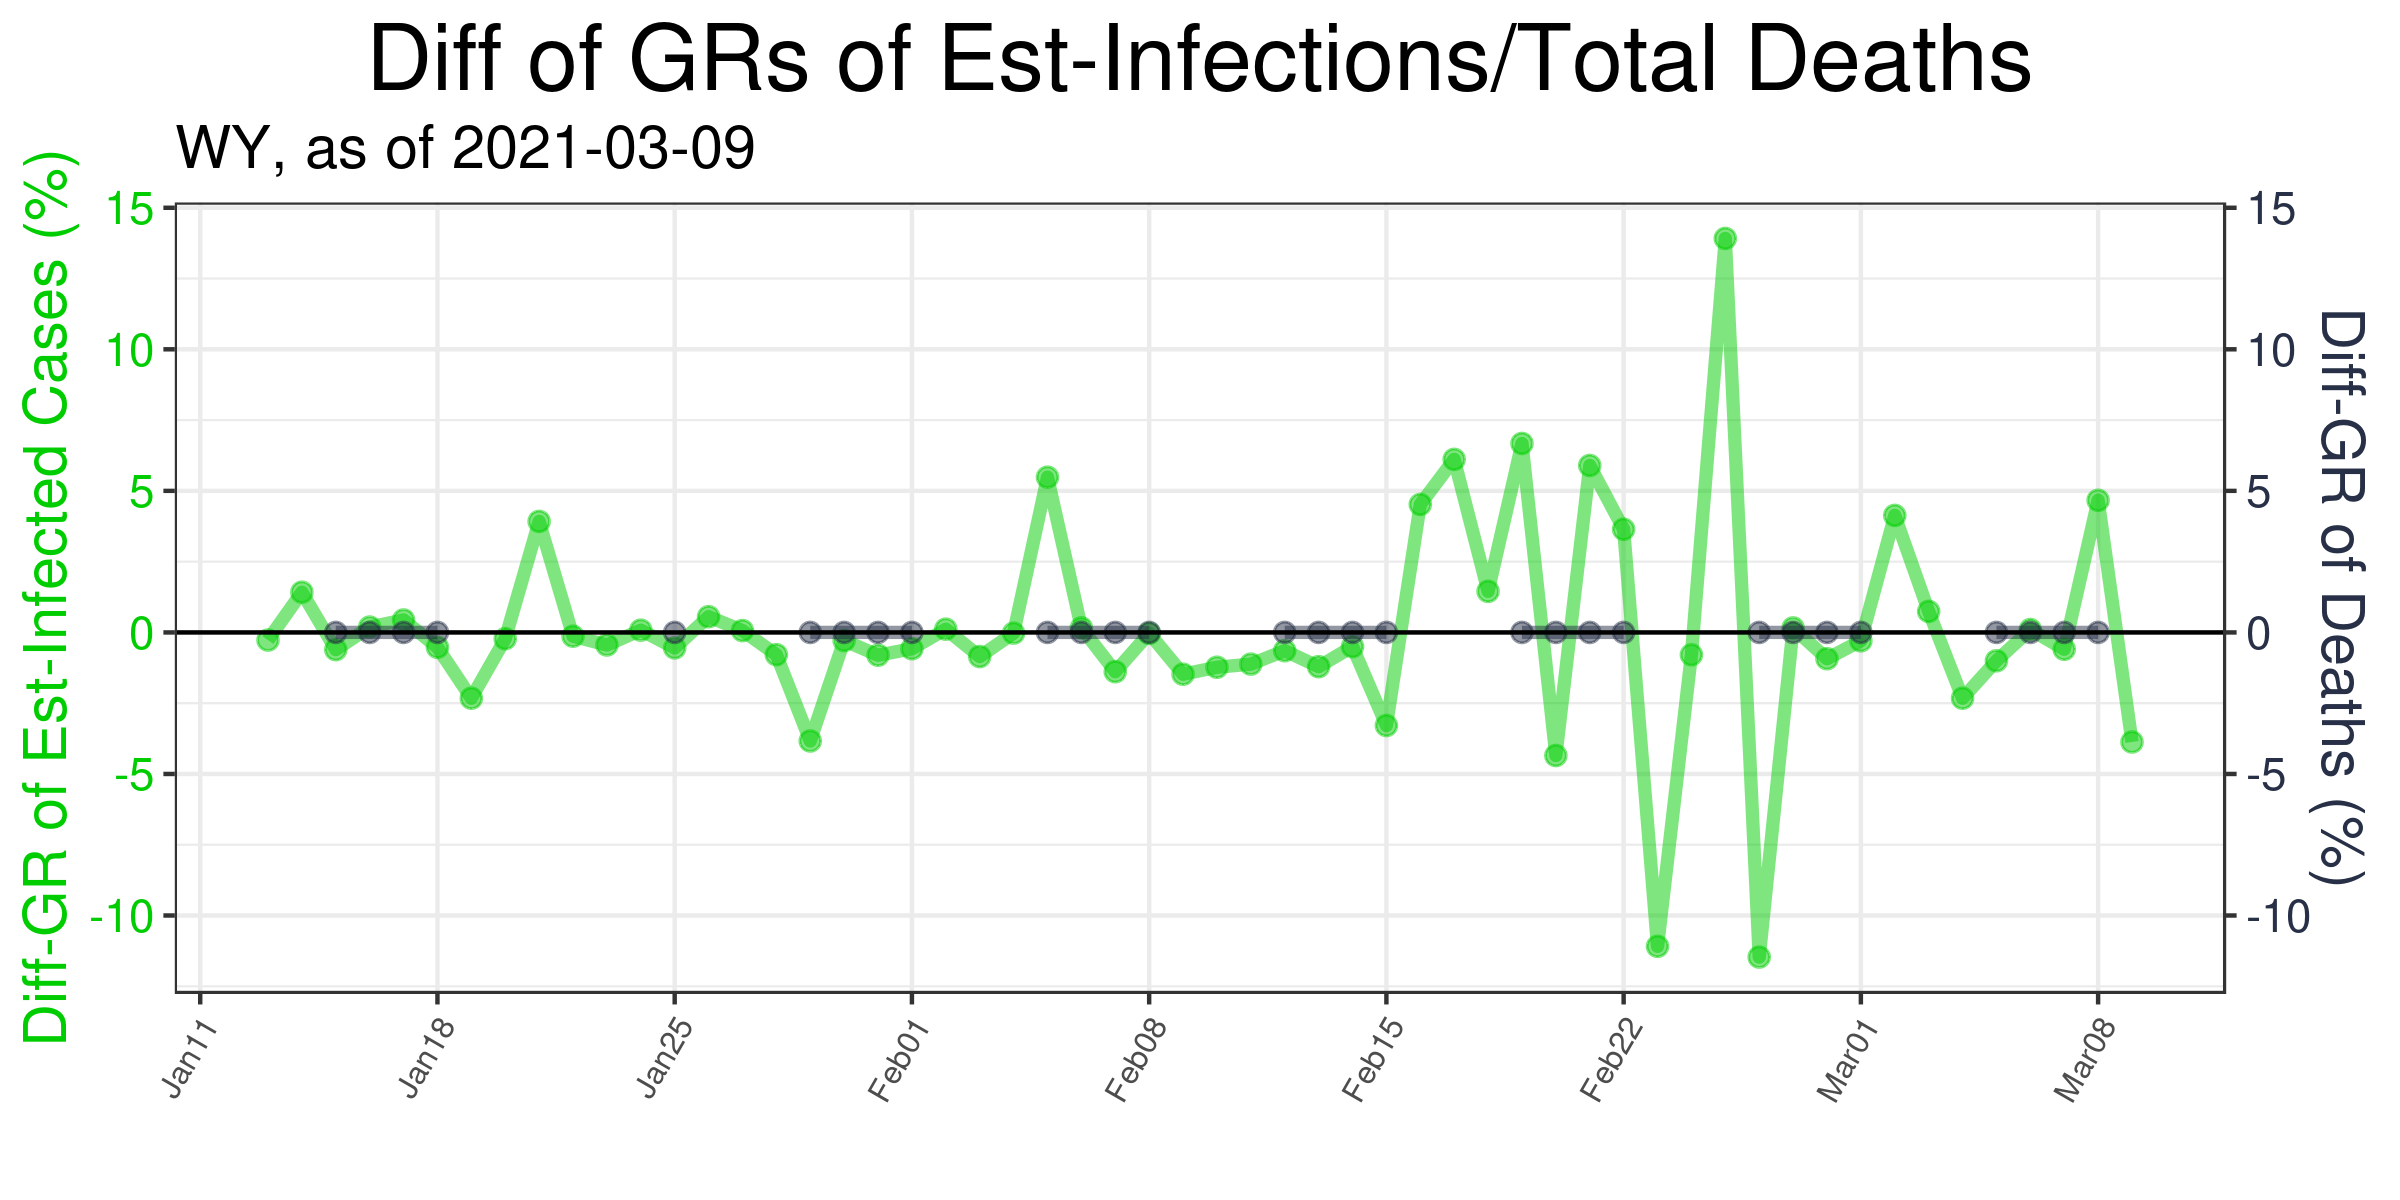 Diff of GRs of Est-Infections/Total Deaths
WY, as of 2021-03-09
Diff-GR of Est-Infected Cases (%)
15
10
5
0
-5
-10
15
10
5
0
-5
-10
Diff-GR of Deaths (%)
Jan11
Jan18
Jan25
Feb01
Feb08
Feb15
Feb22
Mar01
Mar08